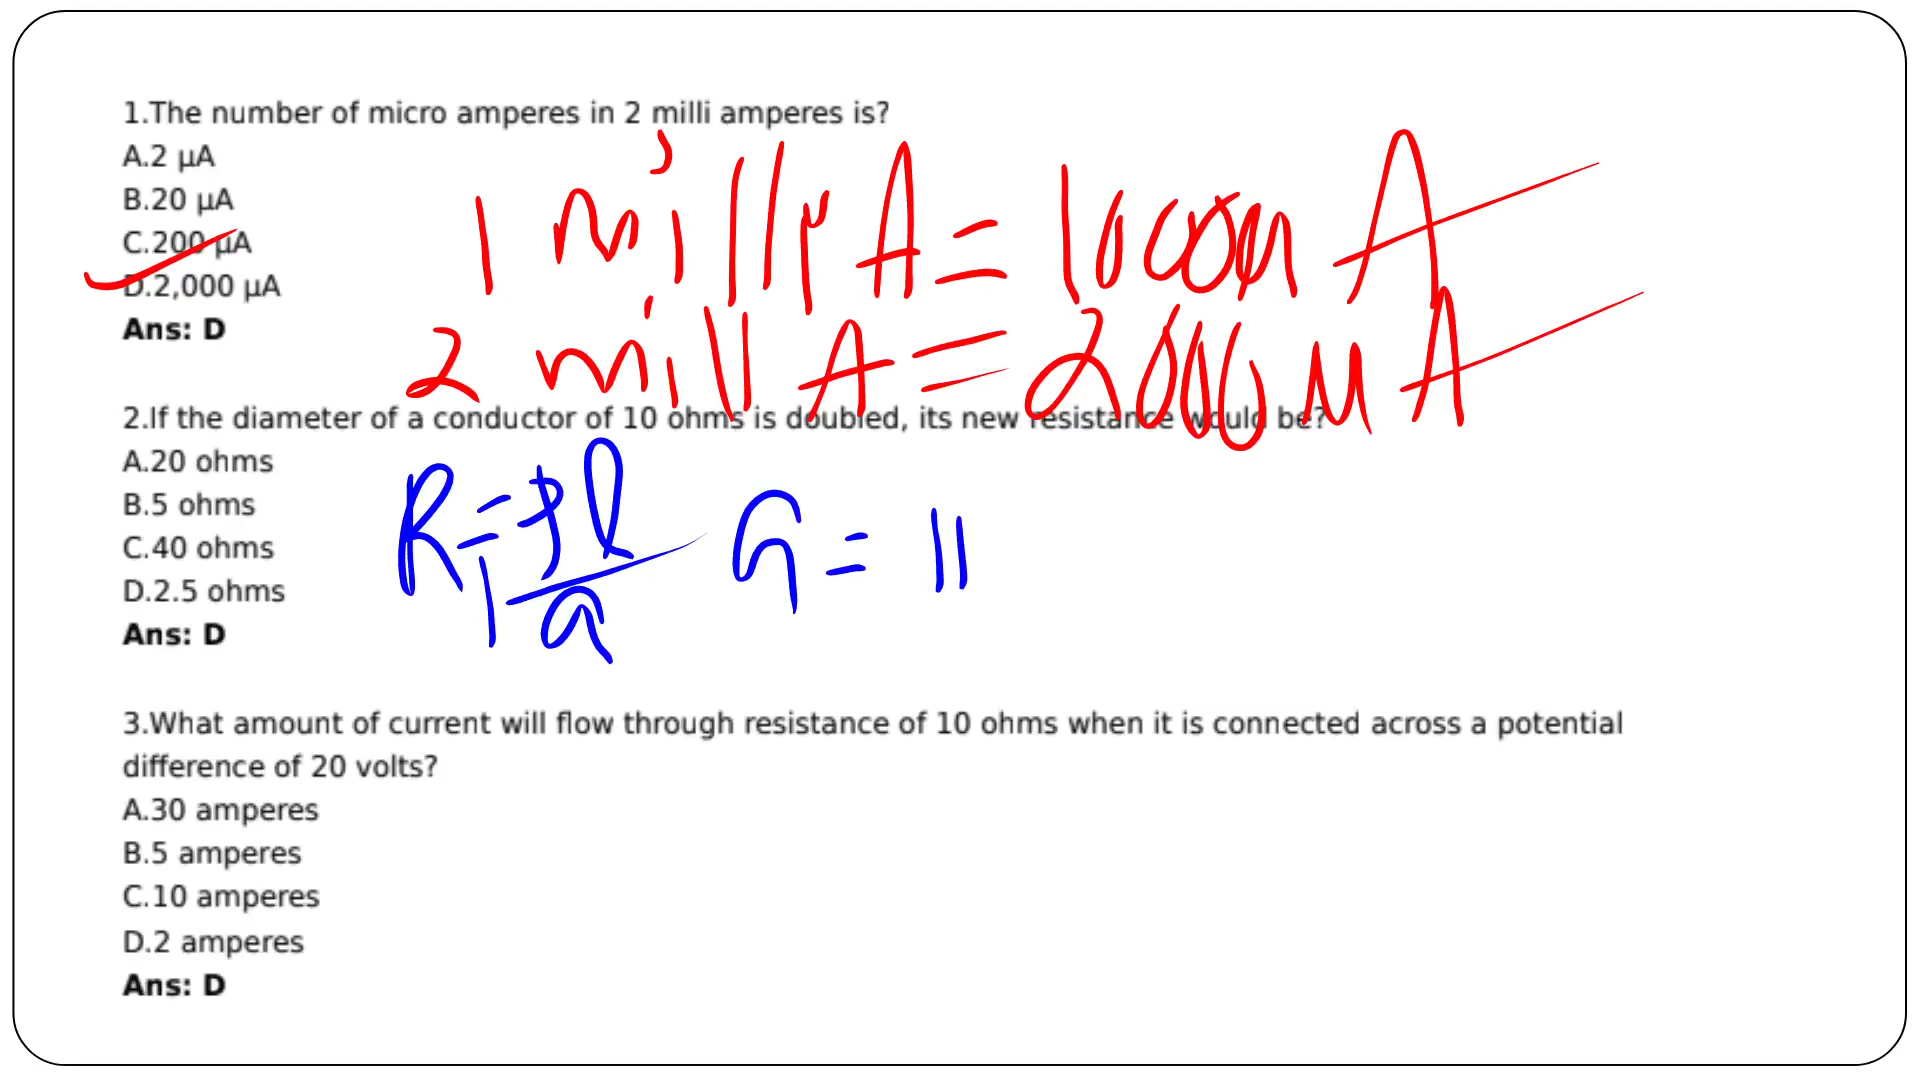 1.The number of micro amperes in 2 milli amperes is?
A.2 µA
B.20 µA
C.200 µA
D.2,000 µA
Ans: D
1 milli µA = 1000 µA
2 milli A = 2000 µA
2.If the diameter of a conductor of 10 ohms is doubled, its new resistance would be?
A.20 ohms
B.5 ohms
C.40 ohms
D.2.5 ohms
Ans: D
R1 = ρl/a a = 11
3.What amount of current will flow through resistance of 10 ohms when it is connected across a potential
difference of 20 volts?
A.30 amperes
B.5 amperes
C.10 amperes
D.2 amperes
Ans: D